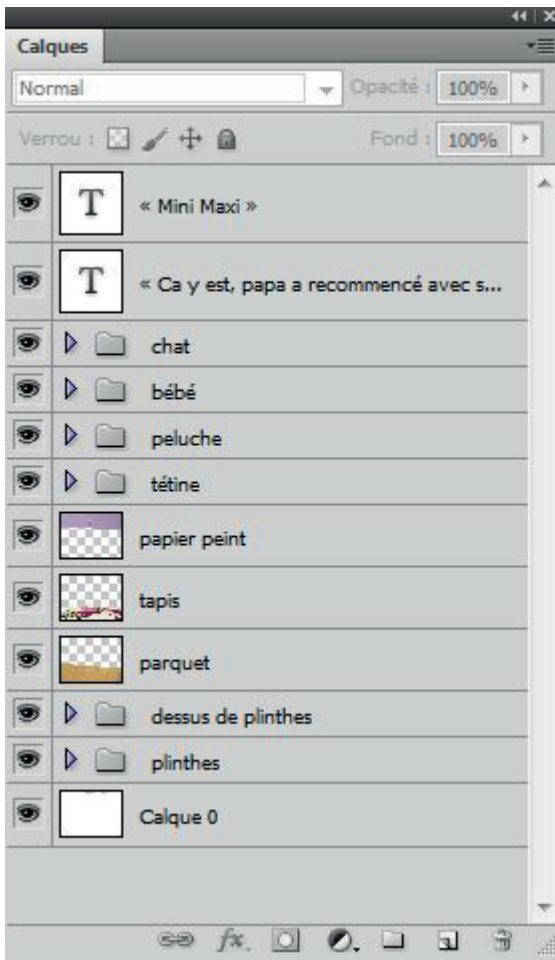 Calques
Normal Opacité : 100%
Verrou : Fond : 100%
T « Mini Maxi »
T « Ca y est, papa a recommencé avec s...
chat
bébé
peluche
tétine
papier peint
tapis
parquet
dessus de plinthes
plinthes
Calque 0
fx.